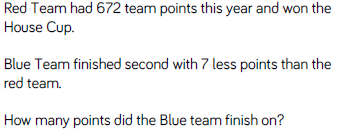 Red Team had 672 team points this year and won the
House Cup.
Blue Team finished second with 7 less points than the
red team.
How many points did the Blue team finish on?